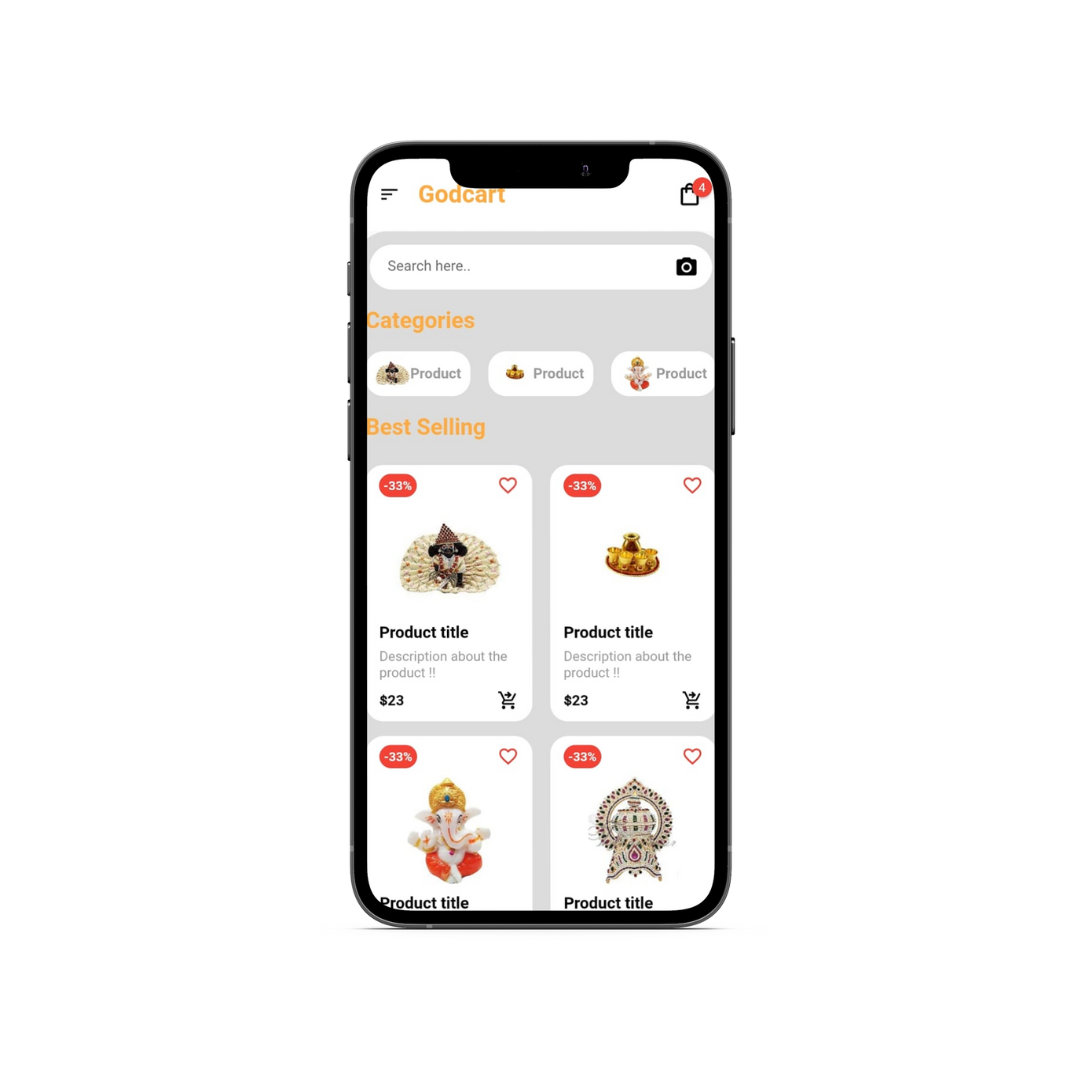 Godcart
4
Search here..
Categories
Product
Product
Product
Best Selling
-33%
-33%
Product title
Description about the
product !!
$23
Product title
Description about the
product !!
$23
-33%
-33%
Product title
Product title